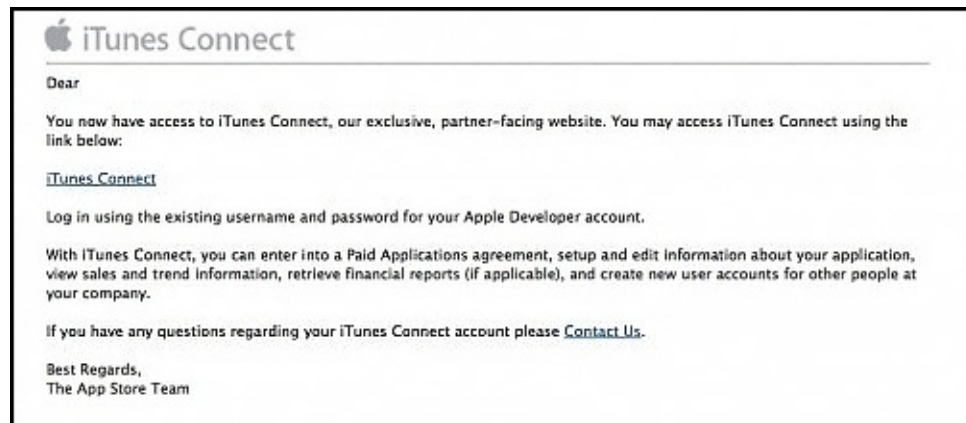 iTunes Connect
Dear
You now have access to iTunes Connect, our exclusive, partner-facing website. You may access iTunes Connect using the
link below:
iTunes Connect
Log in using the existing username and password for your Apple Developer account.
With iTunes Connect, you can enter into a Paid Applications agreement, setup and edit information about your application,
view sales and trend information, retrieve financial reports (if applicable), and create new user accounts for other people at
your company.
If you have any questions regarding your iTunes Connect account please Contact Us.
Best Regards,
The App Store Team